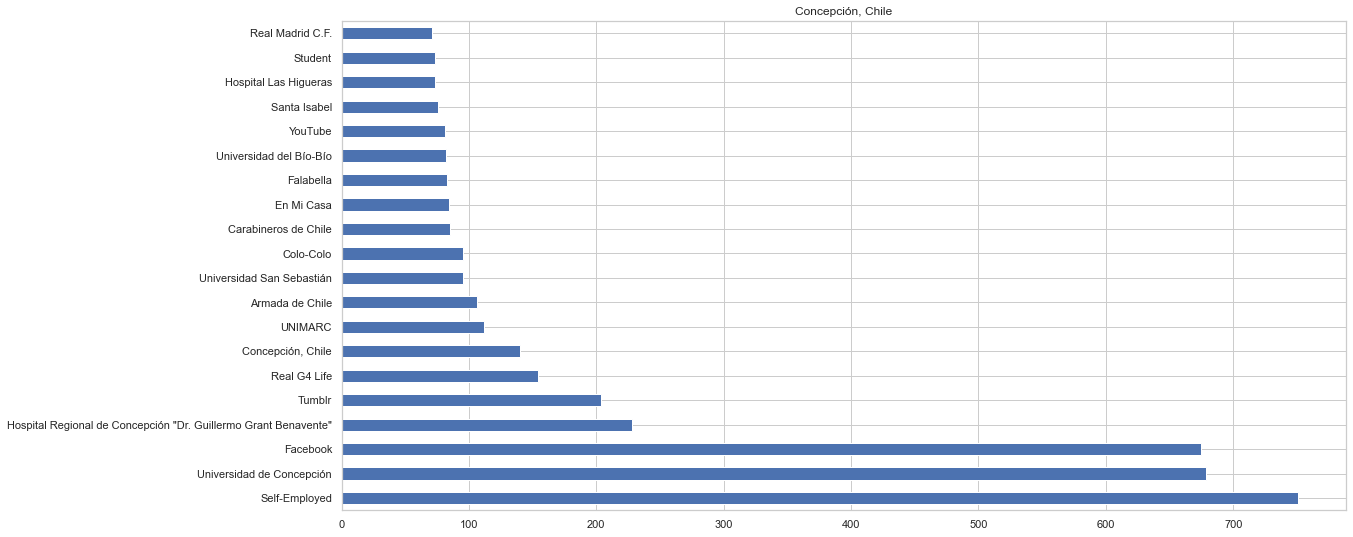 Concepción, Chile
Real Madrid C.F.
Student
Hospital Las Higueras
Santa Isabel
YouTube
Universidad del Bío-Bío
Falabella
En Mi Casa
Carabineros de Chile
Colo-Colo
Universidad San Sebastián
Armada de Chile
UNIMARC
Concepción, Chile
Real G4 Life
Tumblr
Hospital Regional de Concepción "Dr. Guillermo Grant Benavente"
Facebook
Universidad de Concepción
Self-Employed
0 100 200 300 400 500 600 700